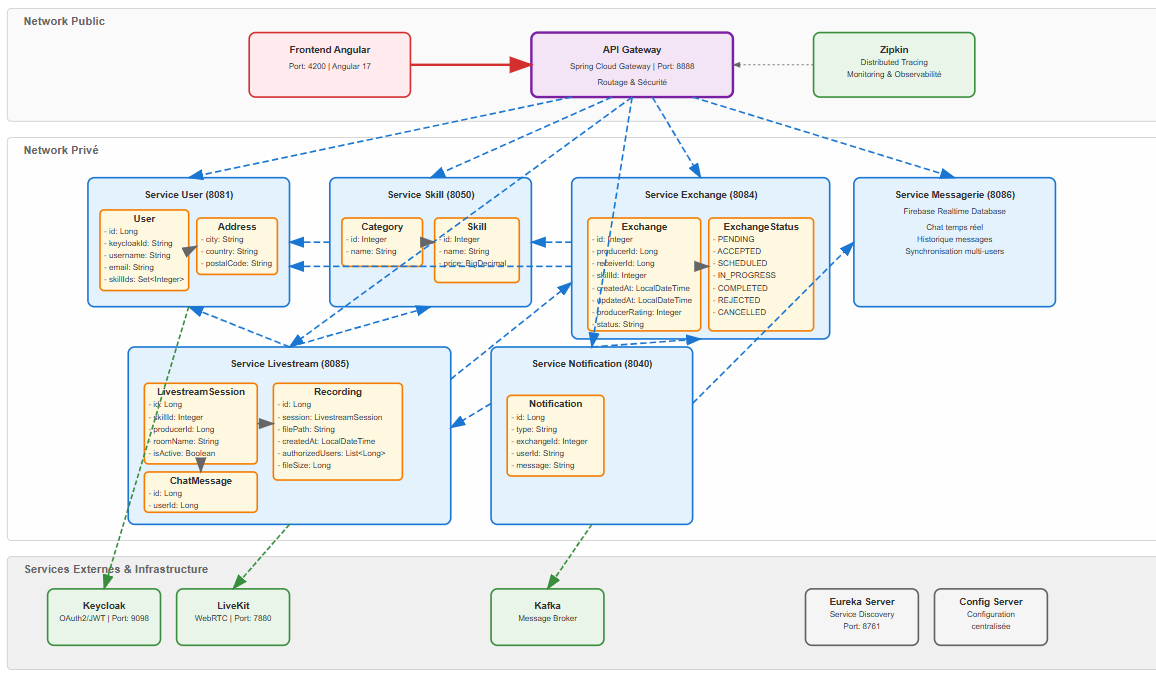 Network Public
Frontend Angular
Port: 4200 | Angular 17
API Gateway
Spring Cloud Gateway | Port: 8888
Routage & Sécurité
Zipkin
Distributed Tracing
Monitoring & Observabilité
Network Privé
Service User (8081)
User
- id: Long
- keycloakId: String
- username: String
- email: String
- skillIds: Set<Integer>
Address
- city: String
- country: String
- postalCode: String
Service Skill (8050)
Category
- id: Integer
- name: String
Skill
- id: Integer
- name: String
- price: BigDecimal
Service Exchange (8084)
Exchange
- id: Integer
- producerId: Long
- receiverId: Long
- skillId: Integer
- createdAt: LocalDateTime
- updatedAt: LocalDateTime
- producerRating: Integer
- status: String
ExchangeStatus
- PENDING
- ACCEPTED
- SCHEDULED
- IN_PROGRESS
- COMPLETED
- REJECTED
- CANCELLED
Service Messagerie (8086)
Firebase Realtime Database
Chat temps réel
Historique messages
Synchronisation multi-users
Service Livestream (8085)
LivestreamSession
- id: Long
- skillId: Integer
- producerId: Long
- roomName: String
- isActive: Boolean
Recording
- id: Long
- session: LivestreamSession
- filePath: String
- createdAt: LocalDateTime
- authorizedUsers: List<Long>
- fileSize: Long
ChatMessage
- id: Long
- userId: Long
Service Notification (8040)
Notification
- id: Long
- type: String
- exchangeId: Integer
- userId: String
- message: String
Services Externes & Infrastructure
Keycloak
OAuth2/JWT | Port: 9098
LiveKit
WebRTC | Port: 7880
Kafka
Message Broker
Eureka Server
Service Discovery
Port: 8761
Config Server
Configuration
centralisée